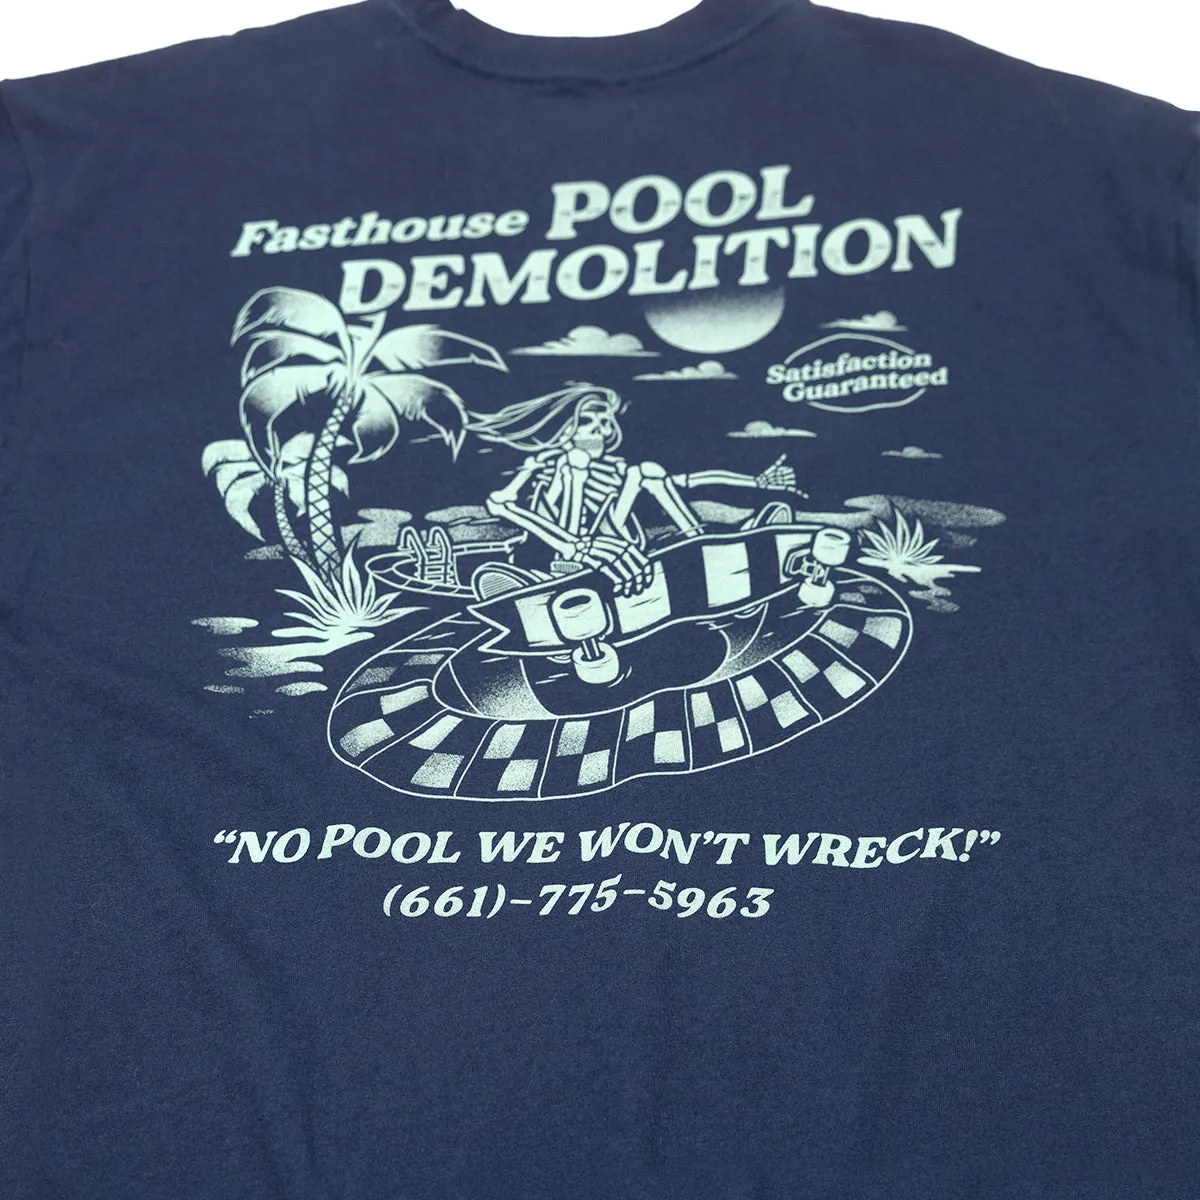 Fasthouse POOL
DEMOLITION
Satisfaction
Guaranteed
“NO POOL WE WON’T WRECK!”
(661)-775-5963